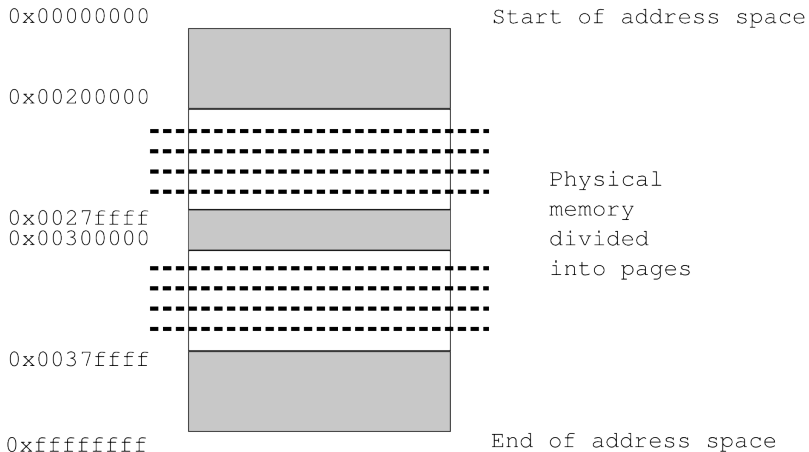 0x00000000
Start of address space
0x00200000
Physical
memory
divided
into pages
0x0027ffff
0x00300000
0x0037ffff
0xffffffff
End of address space